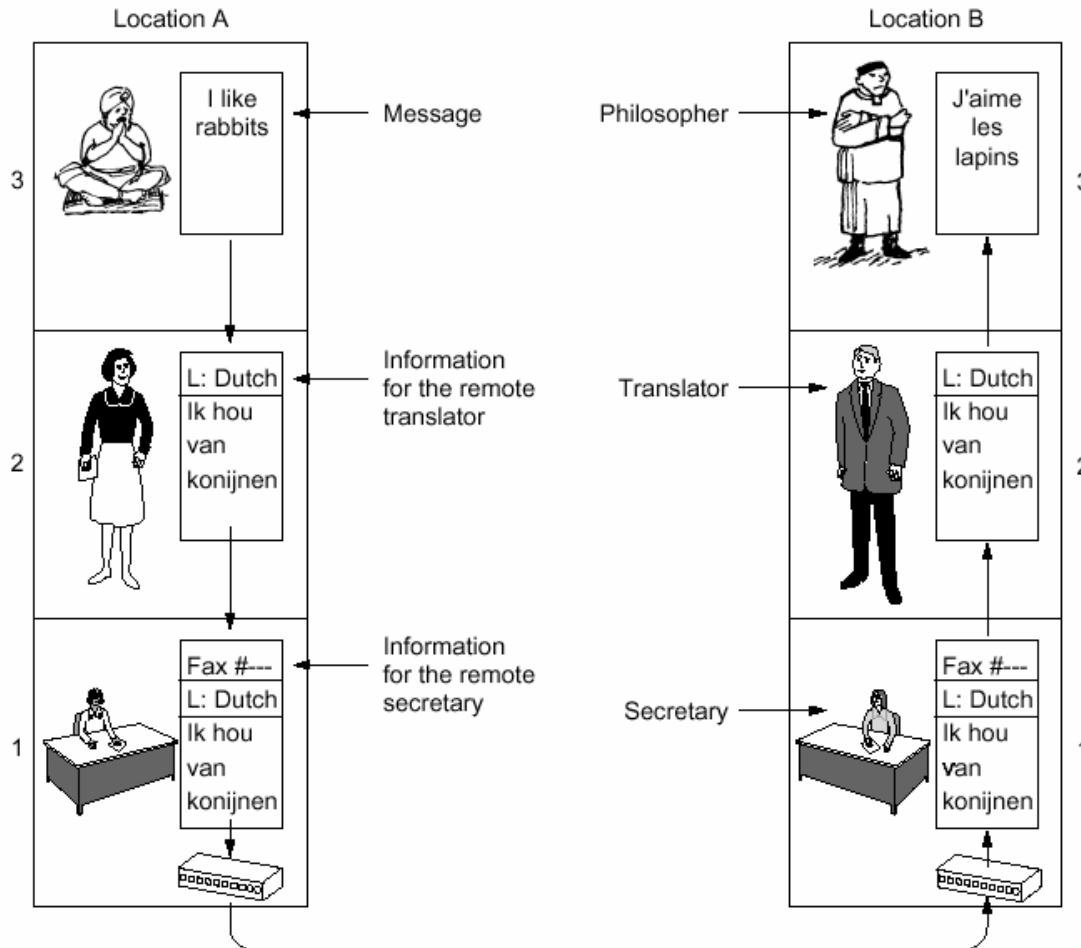 Location A
Location B
I like
rabbits
Message
Philosopher
J'aime
les
lapins
3
3
L: Dutch
Ik hou
van
konijnen
Information
for the remote
translator
Translator
L: Dutch
Ik hou
van
konijnen
2
2
Fax #---
L: Dutch
Ik hou
van
konijnen
Information
for the remote
secretary
Secretary
Fax #---
L: Dutch
Ik hou
van
konijnen
1